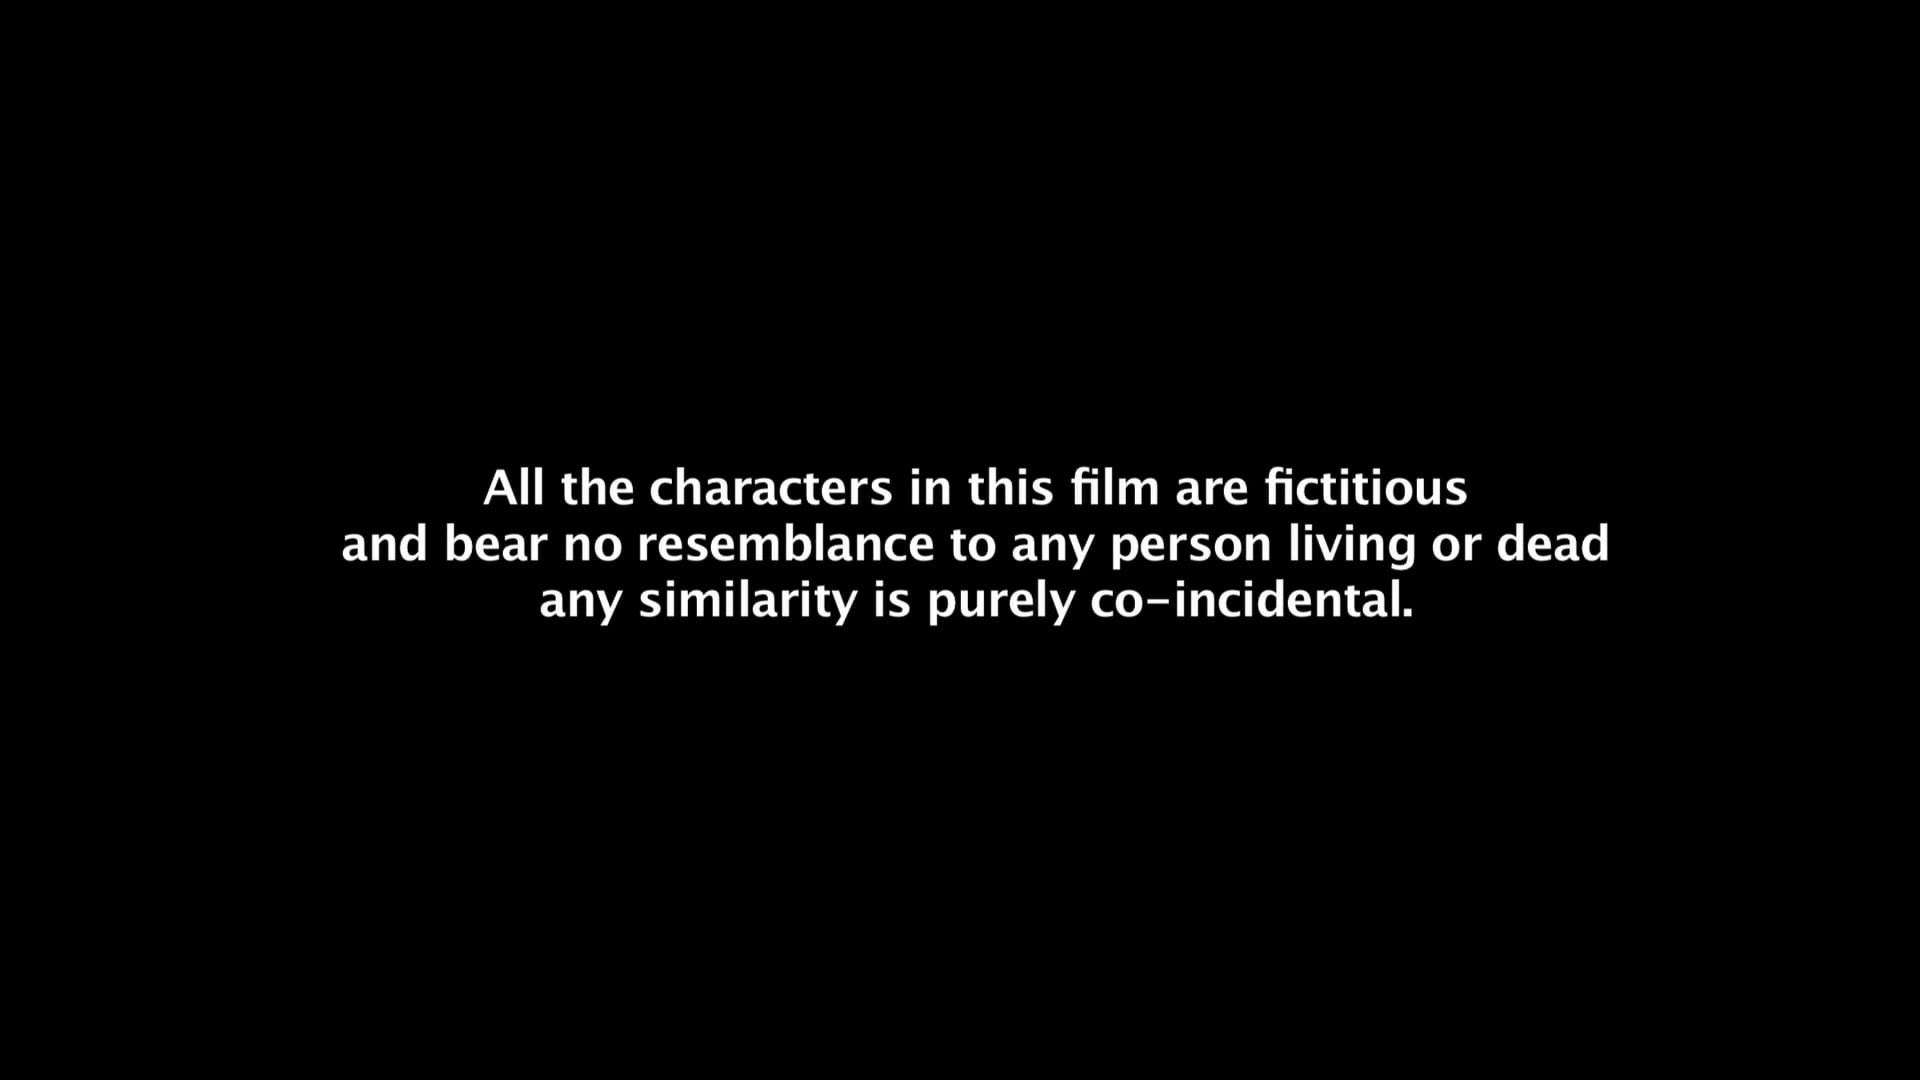 All the characters in this film are fictitious
and bear no resemblance to any person living or dead
any similarity is purely co-incidental.